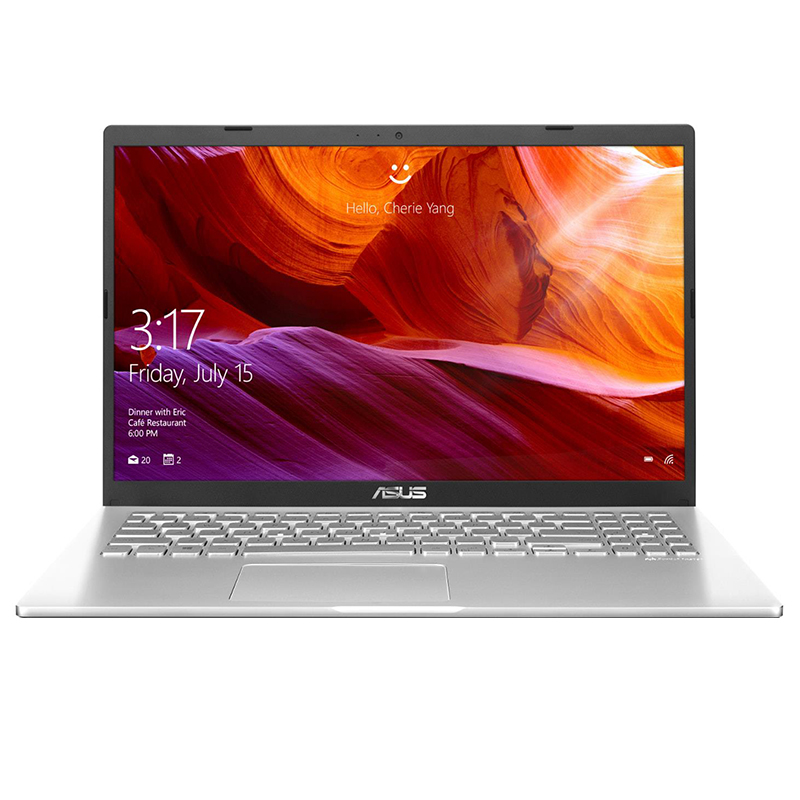 Hello, Cherie Yang
3:17
Friday, July 15
Dinner with Eric
Café Restaurant
6:00 PM
20
2
ASUS